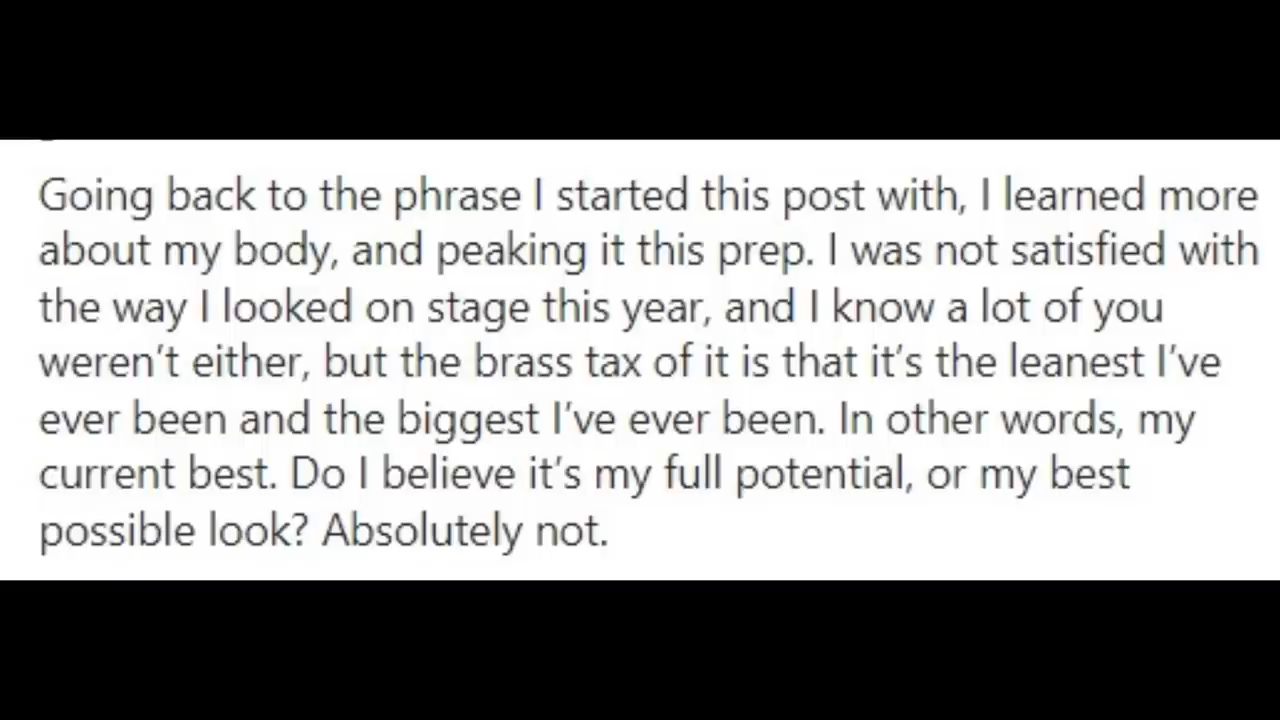 Going back to the phrase I started this post with, I learned more
about my body, and peaking it this prep. I was not satisfied with
the way I looked on stage this year, and I know a lot of you
weren’t either, but the brass tax of it is that it’s the leanest I’ve
ever been and the biggest I’ve ever been. In other words, my
current best. Do I believe it’s my full potential, or my best
possible look? Absolutely not.